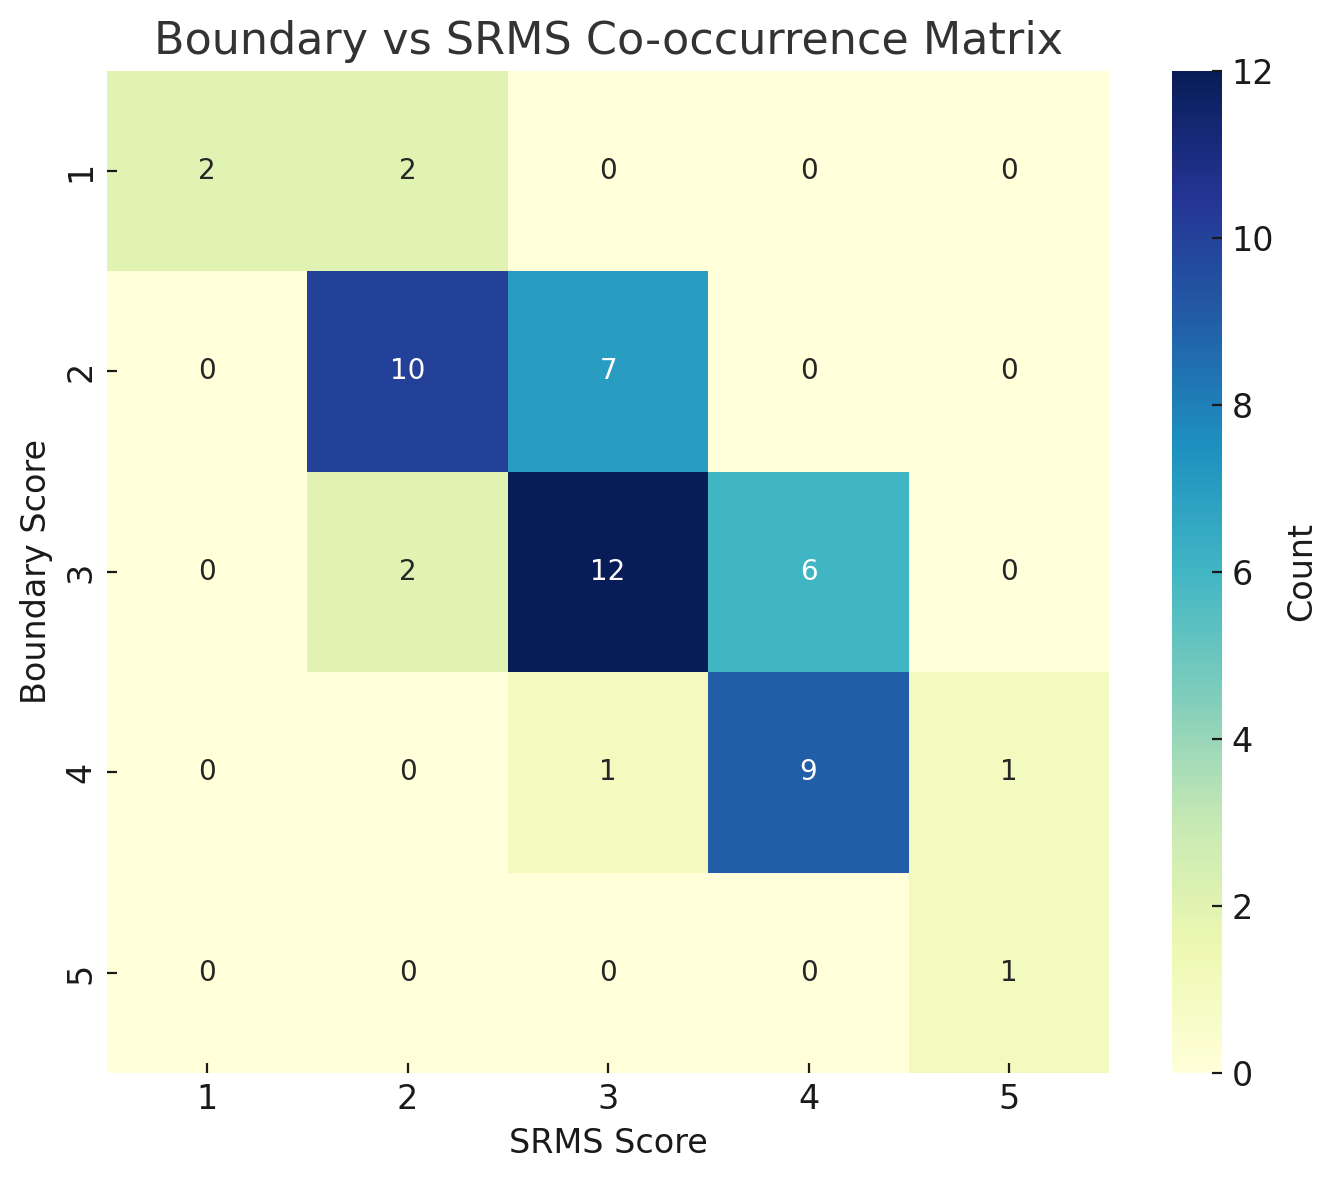 Boundary vs SRMS Co-occurrence Matrix
Boundary Score
1 2 2 0 0 0
2 0 10 7 0 0
3 0 2 12 6 0
4 0 0 1 9 1
5 0 0 0 0 1
1 2 3 4 5
SRMS Score
12
10
8
6
4
2
0
Count